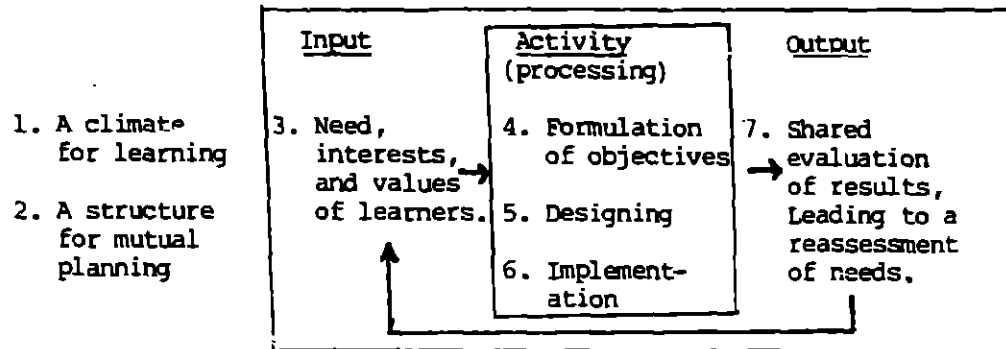 Input
Activity
(processing)
Output
1. A climate
for learning
2. A structure
for mutual
planning
3. Need,
interests,
and values
of learners.
4. Formulation
of objectives
5. Designing
6. Implement-
ation
7. Shared
evaluation
of results,
Leading to a
reassessment
of needs.